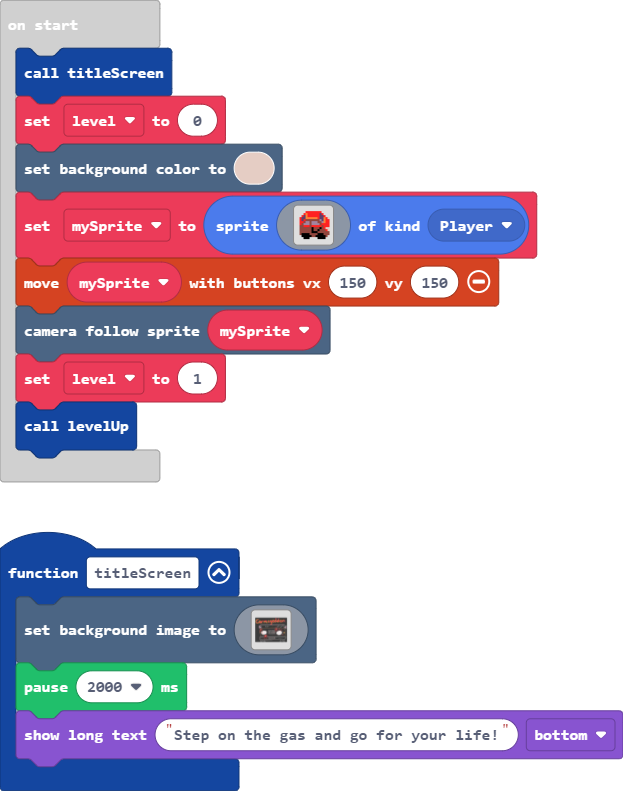 on start
call titleScreen
set level to 0
set background color to
set mySprite to sprite of kind Player
move mySprite with buttons vx 150 vy 150
camera follow sprite mySprite
set level to 1
call levelUp
function titleScreen
set background image to
pause 2000 ms
show long text "Step on the gas and go for your life!" bottom